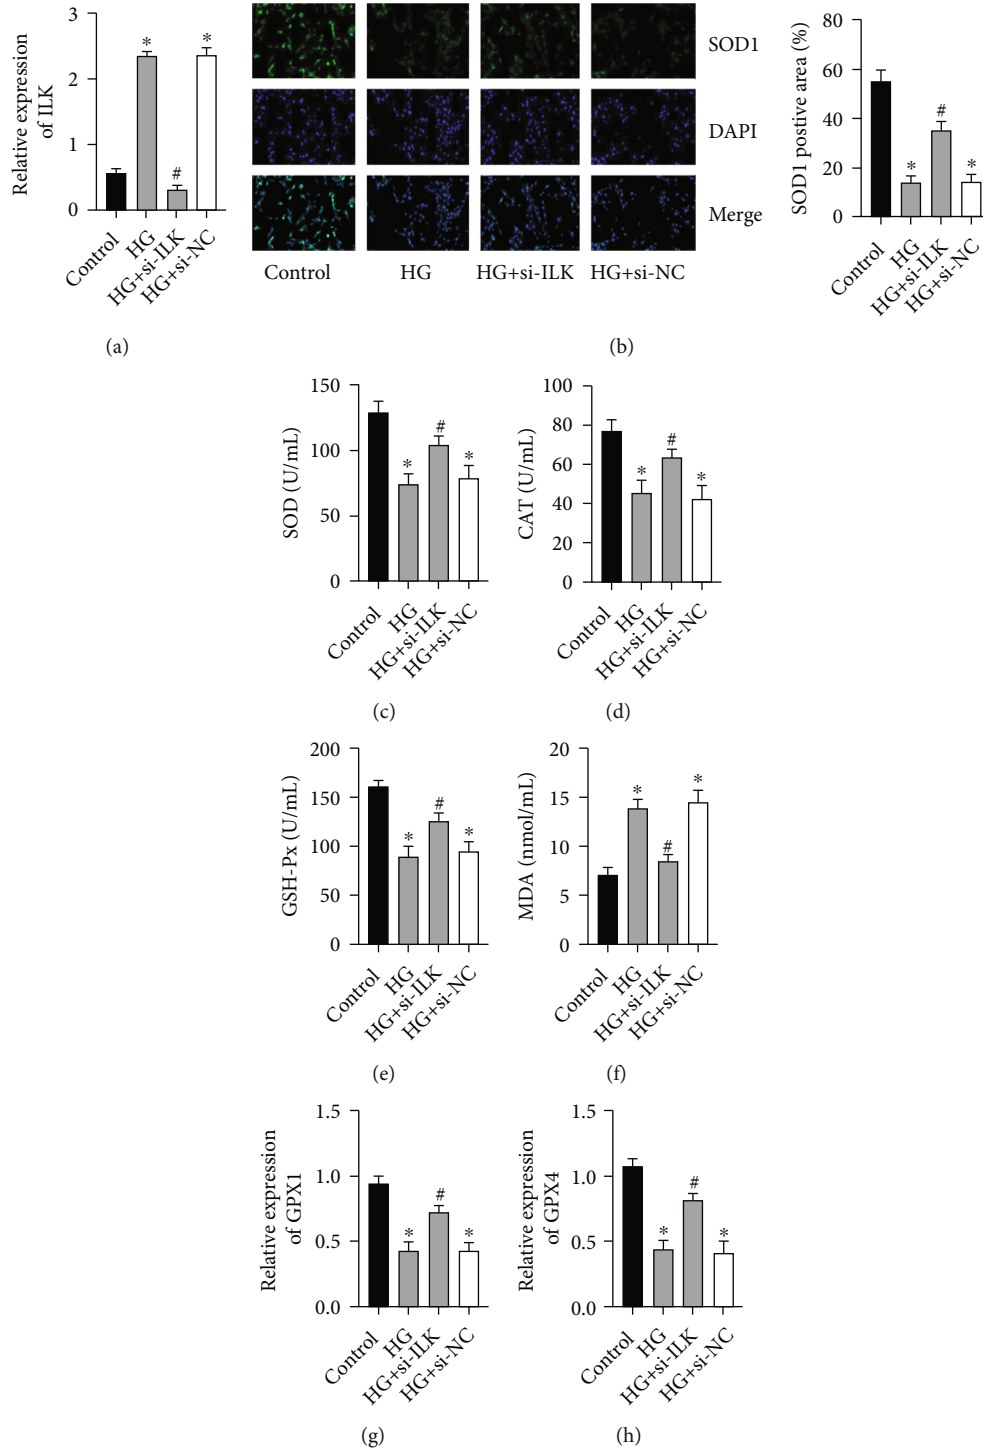 Relative expression
of ILK
3
2
1
0
*
#
*
Control
HG
HG+si-ILK
HG+si-NC
(a)
SOD1
DAPI
Merge
Control
HG
HG+si-ILK
HG+si-NC
SOD1 postive area (%)
80
60
40
20
0
*
#
*
Control
HG
HG+si-ILK
HG+si-NC
(b)
SOD (U/mL)
150
100
50
0
*
#
*
Control
HG
HG+si-ILK
HG+si-NC
(c)
CAT (U/mL)
100
80
60
40
20
0
*
#
*
Control
HG
HG+si-ILK
HG+si-NC
(d)
GSH-Px (U/mL)
200
150
100
50
0
*
#
*
Control
HG
HG+si-ILK
HG+si-NC
(e)
MDA (nmol/mL)
20
15
10
5
0
*
#
*
Control
HG
HG+si-ILK
HG+si-NC
(f)
Relative expression
of GPX1
1.5
1.0
0.5
0.0
*
#
*
Control
HG
HG+si-ILK
HG+si-NC
(g)
Relative expression
of GPX4
1.5
1.0
0.5
0.0
*
#
*
Control
HG
HG+si-ILK
HG+si-NC
(h)